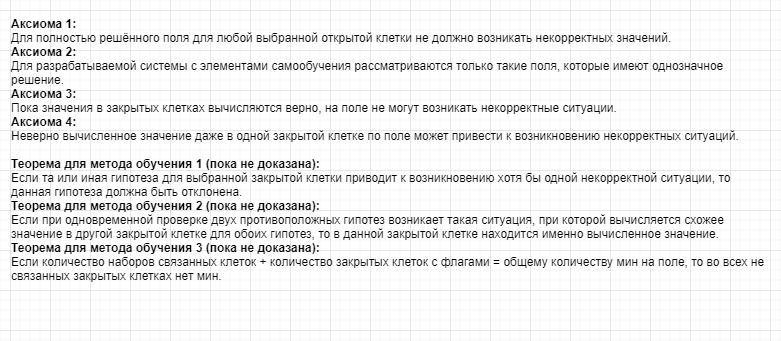 Аксиома 1:
Для полностью решённого поля для любой выбранной открытой клетки не должно возникать некорректных значений.
Аксиома 2:
Для разрабатываемой системы с элементами самообучения рассматриваются только такие поля, которые имеют однозначное
решение.
Аксиома 3:
Пока значения в закрытых клетках вычисляются верно, на поле не могут возникать некорректные ситуации.
Аксиома 4:
Неверно вычисленное значение даже в одной закрытой клетке по поле может привести к возникновению некорректных ситуаций.
Теорема для метода обучения 1 (пока не доказана):
Если та или иная гипотеза для выбранной закрытой клетки приводит к возникновению хотя бы одной некорректной ситуации, то
данная гипотеза должна быть отклонена.
Теорема для метода обучения 2 (пока не доказана):
Если при одновременной проверке двух противоположных гипотез возникает такая ситуация, при которой вычисляется схожее
значение в другой закрытой клетке для обоих гипотез, то в данной закрытой клетке находится именно вычисленное значение.
Теорема для метода обучения 3 (пока не доказана):
Если количество наборов связанных клеток + количество закрытых клеток с флагами = общему количеству мин на поле, то во всех не
связанных закрытых клетках нет мин.